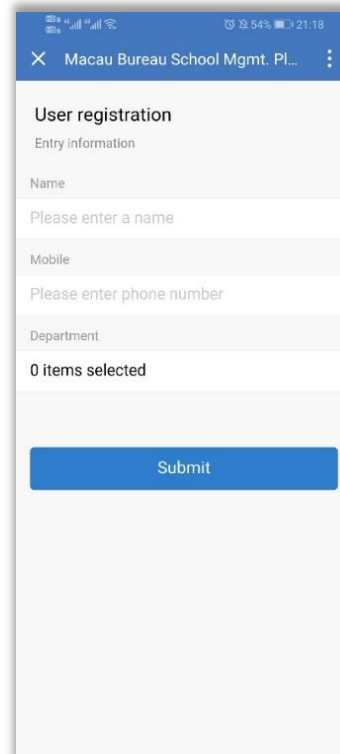 54% 21:18
Macau Bureau School Mgmt. Pl...
User registration
Entry information
Name
Please enter a name
Mobile
Please enter phone number
Department
0 items selected
Submit